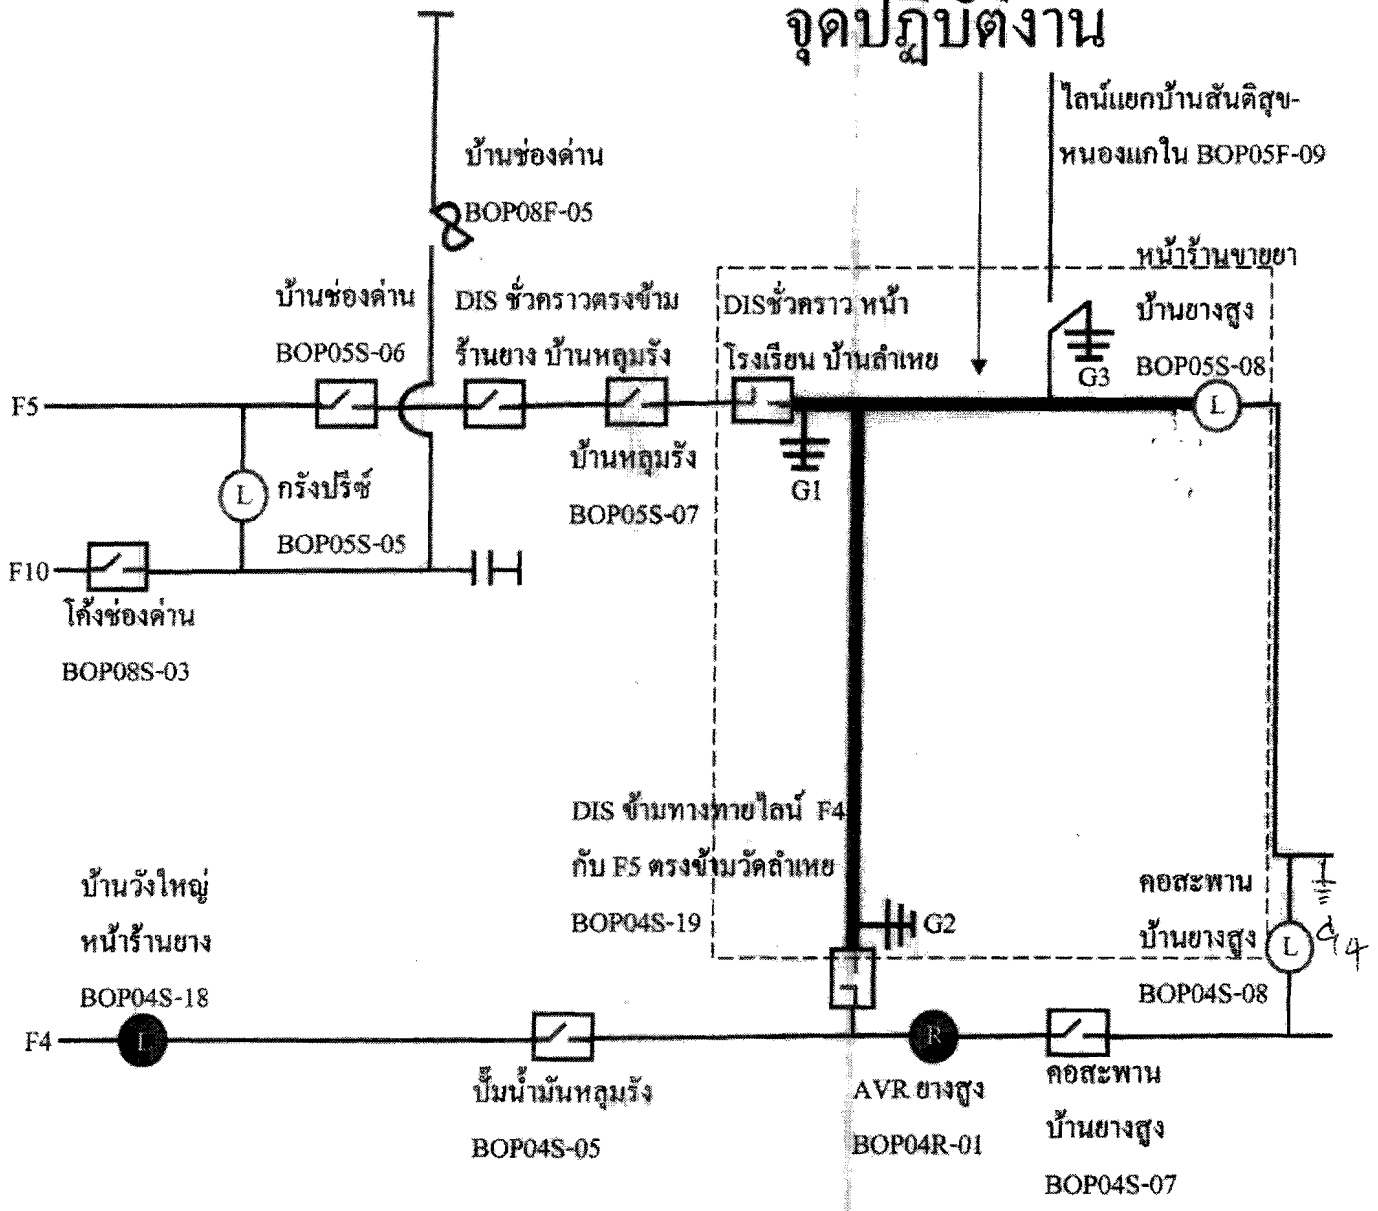 จุดปฏิบัติงาน
ไลน์แยกบ้านสันติสุข-
หนองแกใน BOP05F-09
บ้านช่องด่าน
BOP08F-05
หน้าร้านขายยา
บ้านยางสูง
BOP05S-08
บ้านช่องด่าน
BOP05S-06
DIS ชั่วคราวตรงข้าม
ร้านยาง บ้านหลุมรัง
DISชั่วคราว หน้า
โรงเรียน บ้านลำเหย
G3
F5
L
บ้านหลุมรัง
BOP05S-07
G1
L
กรังปรีซ์
BOP05S-05
F10
โค้งช่องด่าน
BOP08S-03
DIS ข้ามทางทายไลน์ F4
กับ F5 ตรงข้ามวัดลำเหย
BOP04S-19
G2
คอสะพาน
บ้านยางสูง
BOP04S-08
L
G4
บ้านวังใหญ่
หน้าร้านยาง
BOP04S-18
F4
L
ปั๊มน้ำมันหลุมรัง
BOP04S-05
R
AVR ยางสูง
BOP04R-01
คอสะพาน
บ้านยางสูง
BOP04S-07